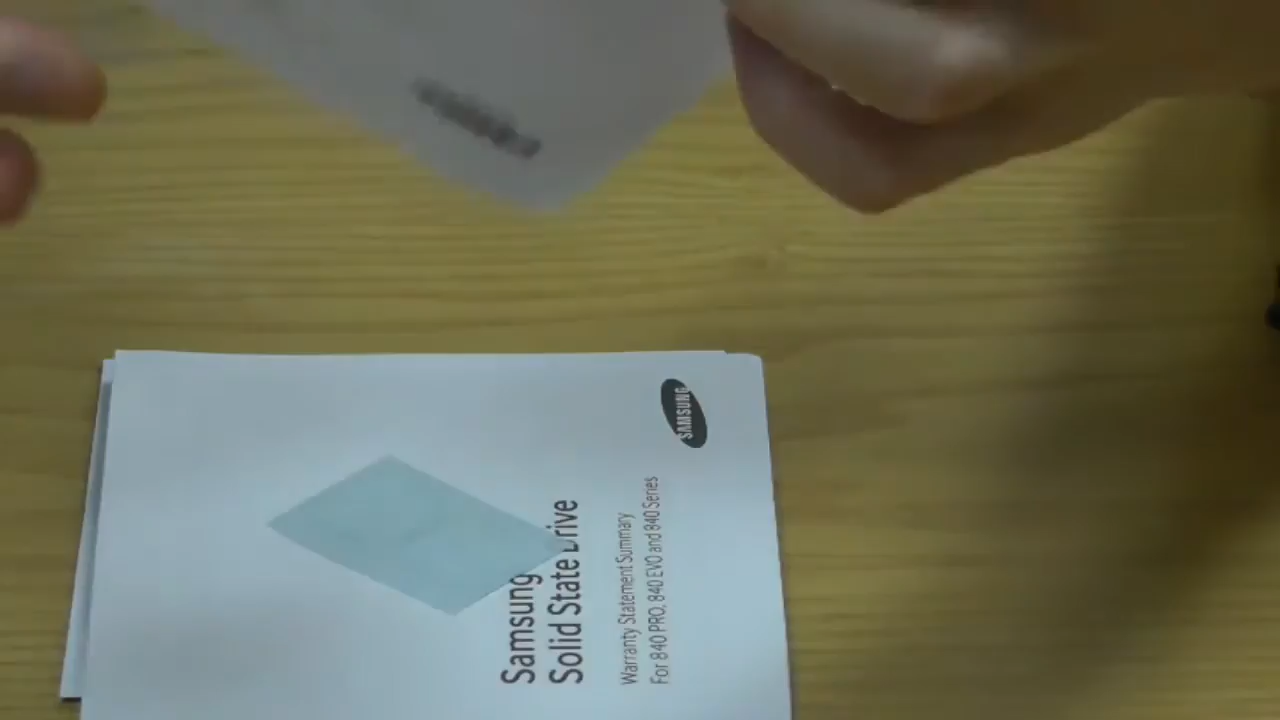 SAMSUNG
Samsung
Solid State Drive
Warranty Statement Summary
For 840 PRO, 840 EVO and 840 Series